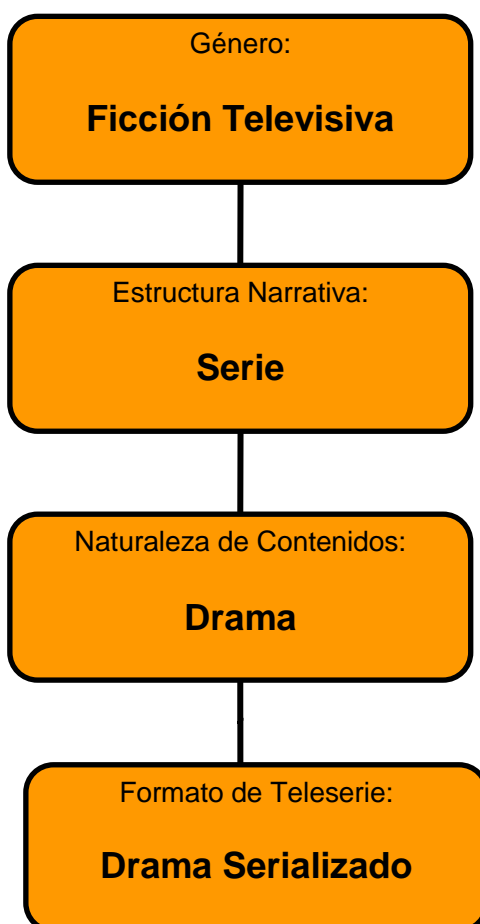 Género:
Ficción Televisiva
Estructura Narrativa:
Serie
Naturaleza de Contenidos:
Drama
Formato de Teleserie:
Drama Serializado